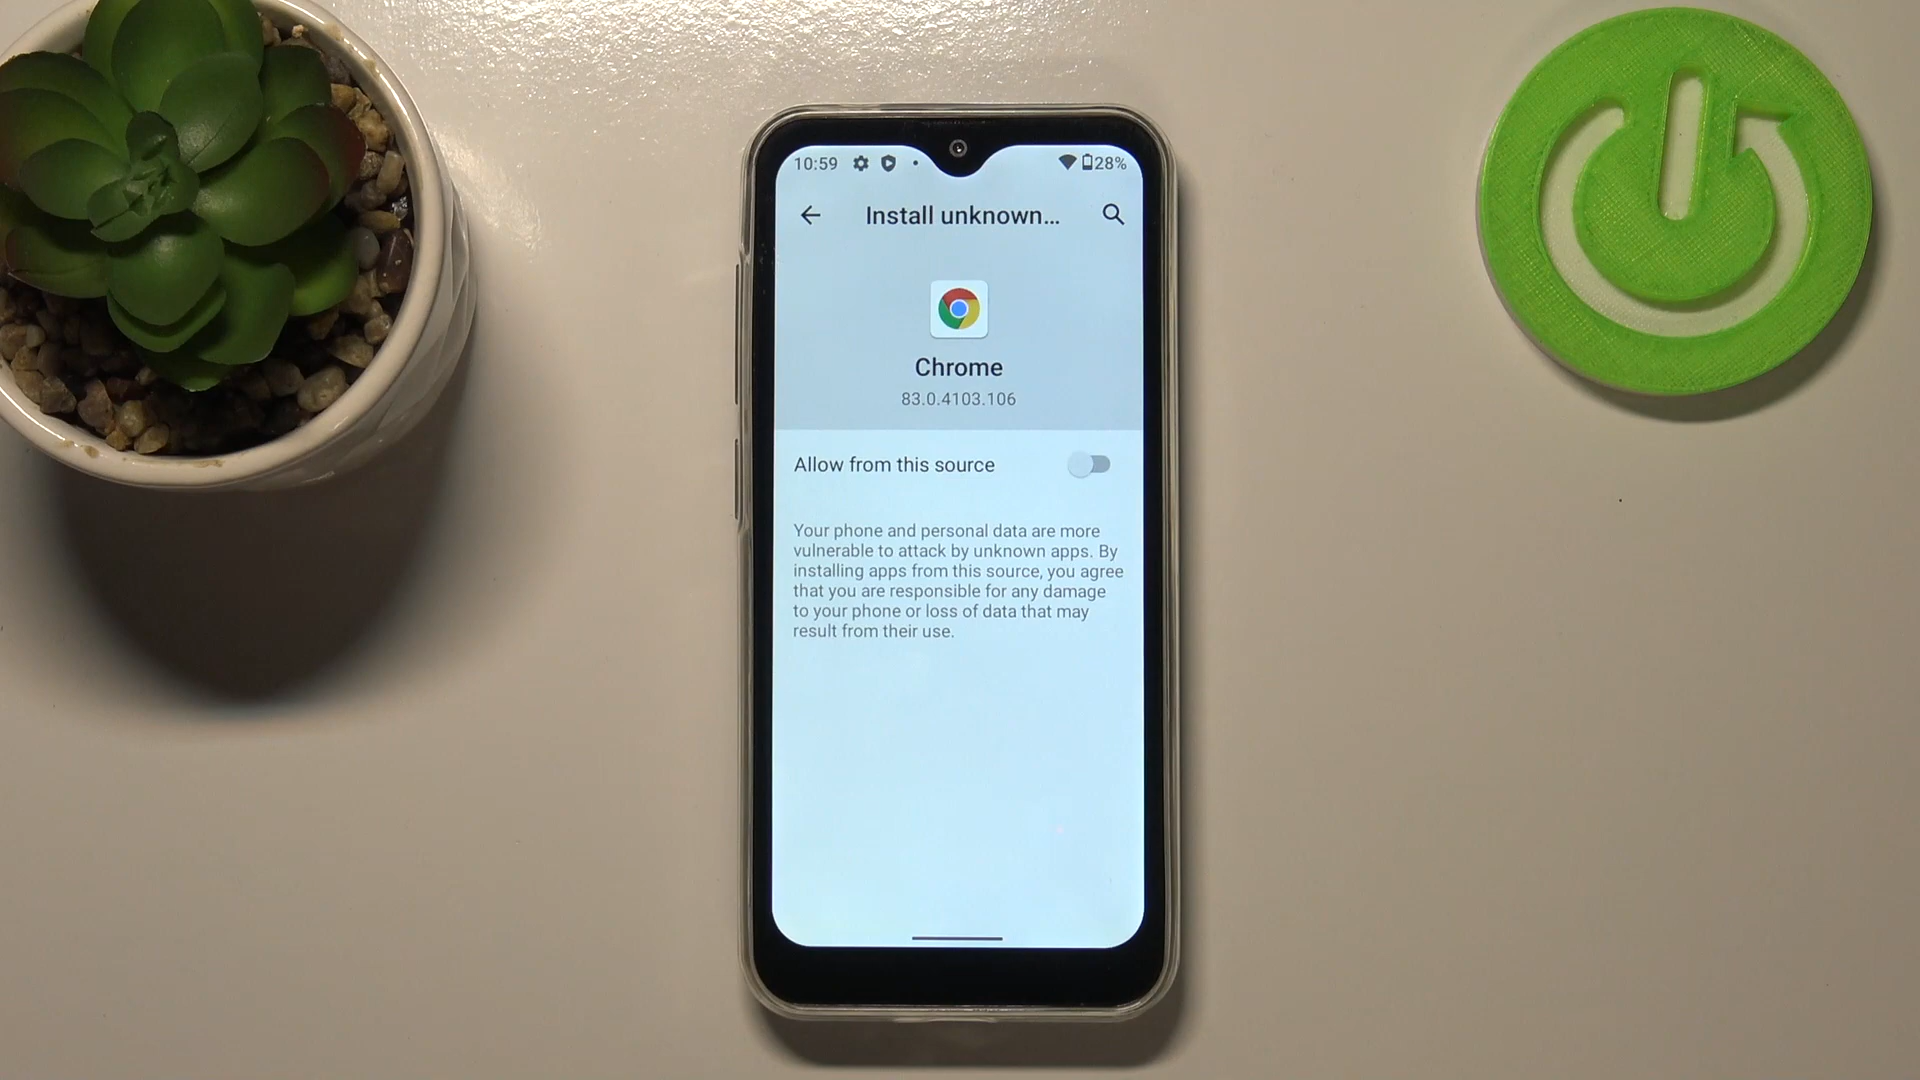 10:59
28%
Install unknown...
Chrome
83.0.4103.106
Allow from this source
Your phone and personal data are more
vulnerable to attack by unknown apps. By
installing apps from this source, you agree
that you are responsible for any damage
to your phone or loss of data that may
result from their use.